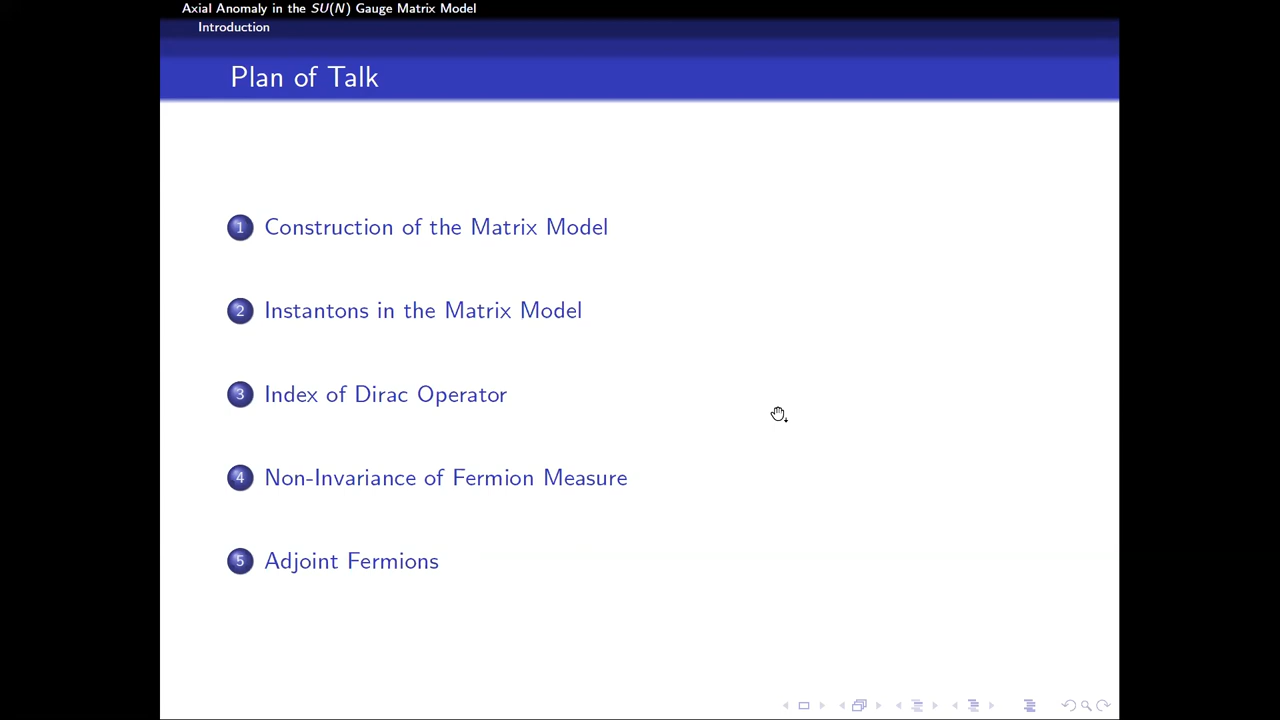 Axial Anomaly in the SU(N) Gauge Matrix Model
Introduction
Plan of Talk
1 Construction of the Matrix Model
2 Instantons in the Matrix Model
3 Index of Dirac Operator
4 Non-Invariance of Fermion Measure
5 Adjoint Fermions